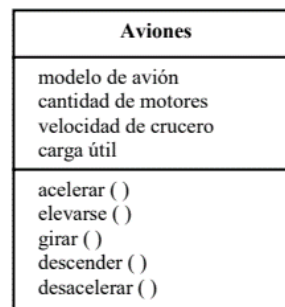 Aviones
modelo de avión
cantidad de motores
velocidad de crucero
carga útil
acelerar ( )
elevarse ( )
girar ( )
descender ( )
desacelerar ( )